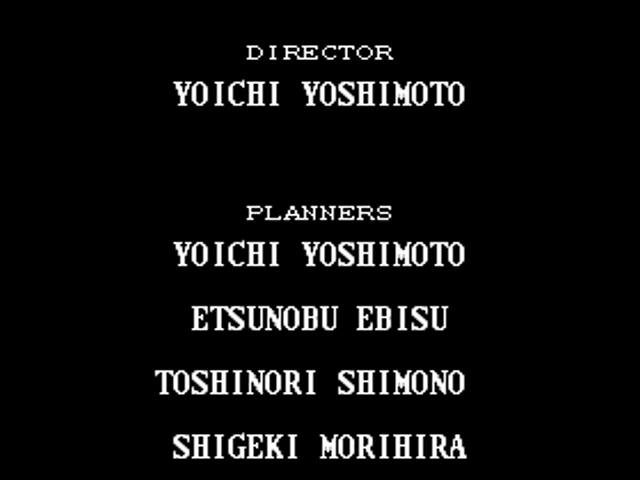 DIRECTOR
YOICHI YOSHIMOTO
PLANNERS
YOICHI YOSHIMOTO
ETSUNOBU EBISU
TOSHINORI SHIMONO
SHIGEKI MORIHIRA